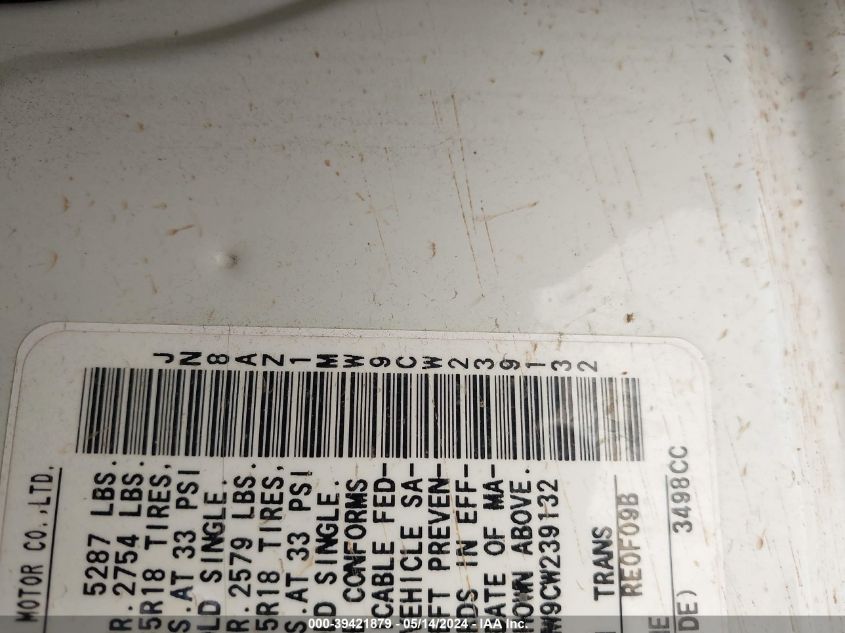 JN8AZ1MW9CW239132
MOTOR CO.,LTD.
5287 LBS.
R. 2754 LBS.
5R18 TIRES,
S.AT 33 PSI
LD SINGLE.
R. 2579 LBS.
5R18 TIRES,
S.AT 33 PSI
D SINGLE.
CONFORMS
CABLE FED-
VEHICLE SA-
FT PREVEN-
DS IN EFF-
ATE OF MA-
OWN ABOVE.
W9CW239132
TRANS
RE0F09B
DE) 3498CC
000-39421879 - 05/14/2024 - IAA Inc.